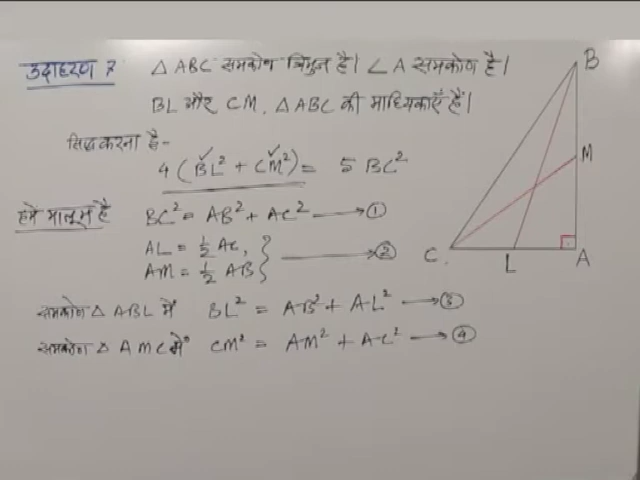 उदाहरण 7 △ ABC समकोण त्रिभुज है। ∠A समकोण है।
BL और CM, △ABC की माध्यिकाएँ हैं।
सिद्ध करना है-
4 (BL² + CM²) = 5 BC²
हमें मालूम है BC² = AB² + AC² → ①
AL = ½ AC,
AM = ½ AB } → ②
समकोण △ ABL में BL² = AB² + AL² → ③
समकोण △ AMC में CM² = AM² + AC² → ④
B
M
C
L
A